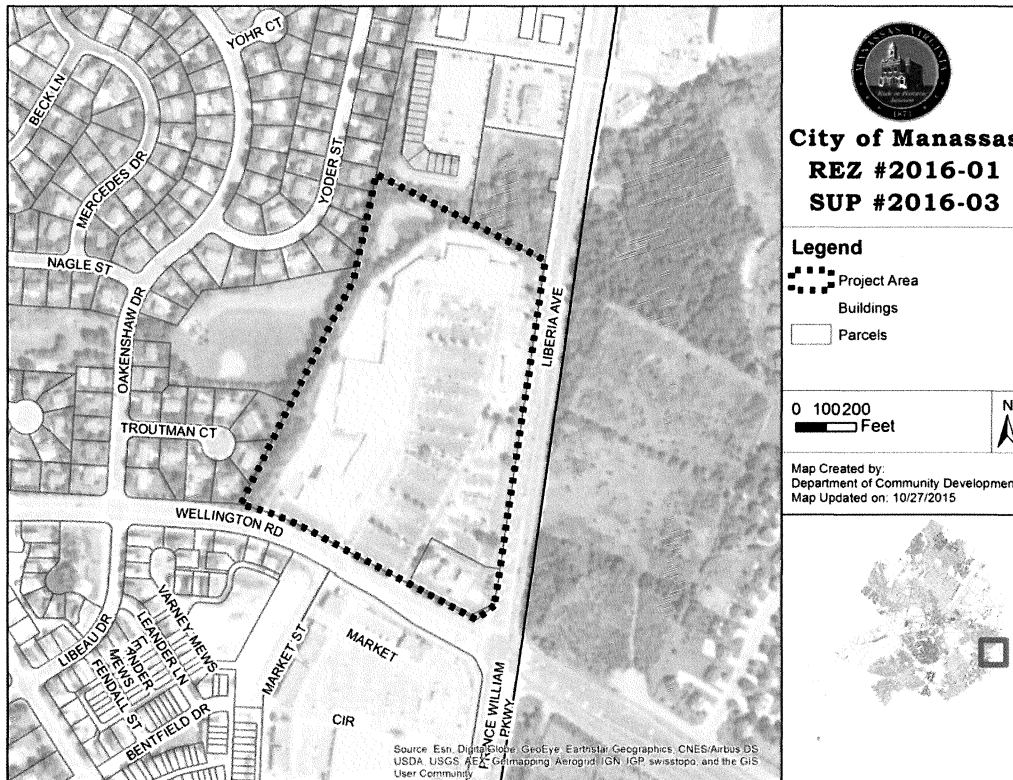 YOHR CT
BECK LN
MERCEDES DR
YODER ST
NAGLE ST
OAKENSHAW DR
LIBERIA AVE
TROUTMAN CT
WELLINGTON RD
VARNEY MEWS
LEANDER LN
LIBEAU DR
MEWS
FENDALL ST
BENTFIELD DR
MARKET ST
MARKET
CIR
PRINCE WILLIAM
PKWY
Source: Esri, DigitalGlobe, GeoEye, Earthstar Geographics, CNES/Airbus DS
USDA, USGS, AEX, Getmapping, Aerogrid, IGN, IGP, swisstopo, and the GIS
User Community
MANASSAS VIRGINIA
1873
City of Manassas
REZ #2016-01
SUP #2016-03
Legend
Project Area
Buildings
Parcels
0 100200
Feet
N
Map Created by:
Department of Community Development
Map Updated on: 10/27/2015